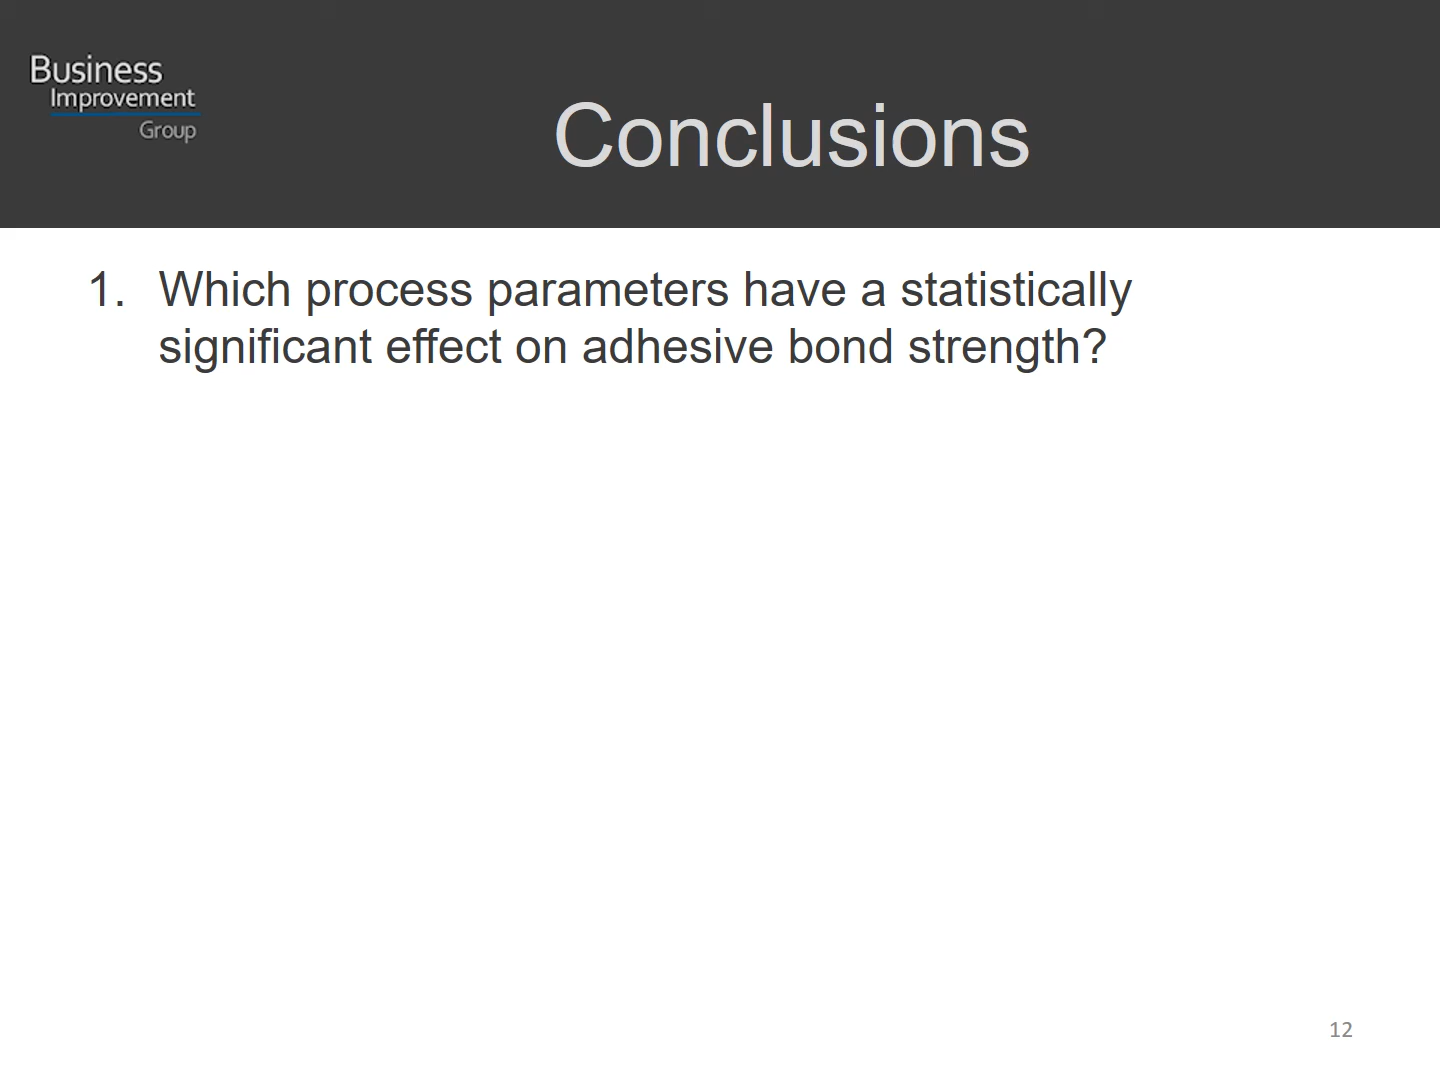 Business
Improvement
Group
Conclusions
1. Which process parameters have a statistically
significant effect on adhesive bond strength?
12